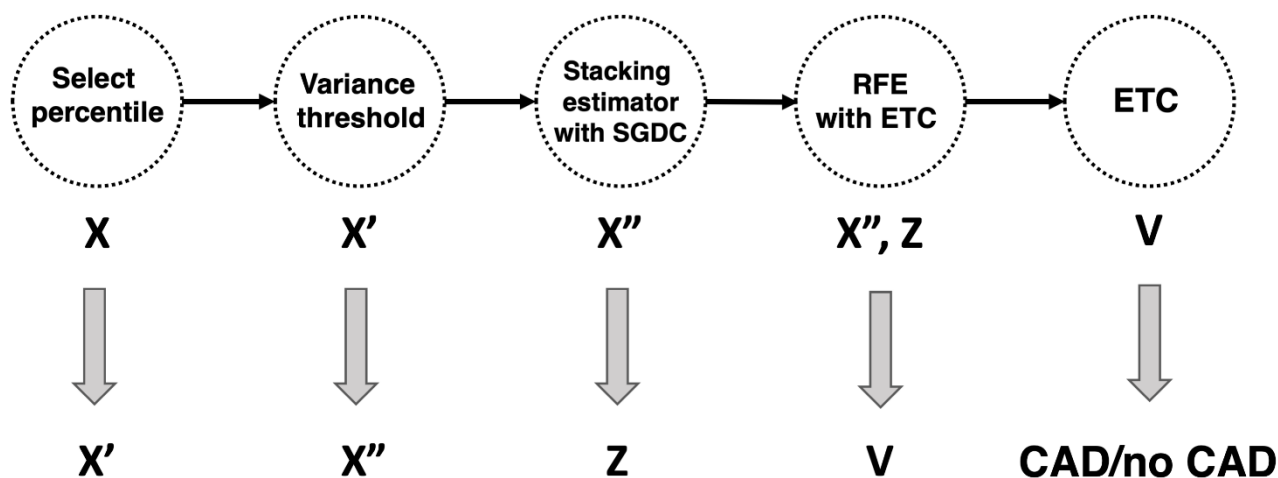 Select
percentile
Variance
threshold
Stacking
estimator
with SGDC
RFE
with ETC
ETC
X
X’
X”
X”, Z
V
X’
X”
Z
V
CAD/no CAD